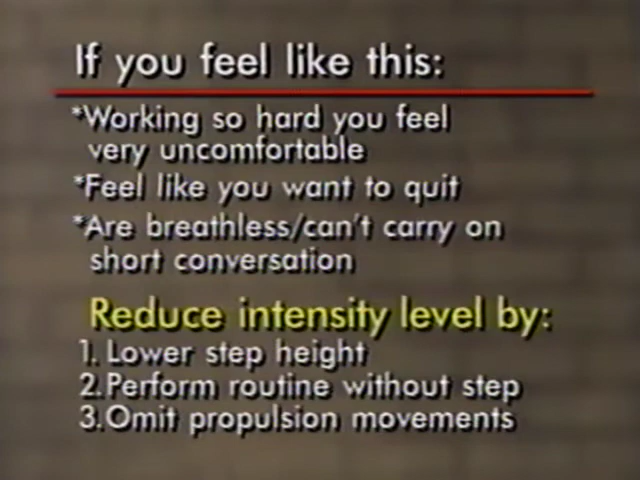 If you feel like this:
*Working so hard you feel
very uncomfortable
*Feel like you want to quit
*Are breathless/can't carry on
short conversation
Reduce intensity level by:
1. Lower step height
2. Perform routine without step
3. Omit propulsion movements